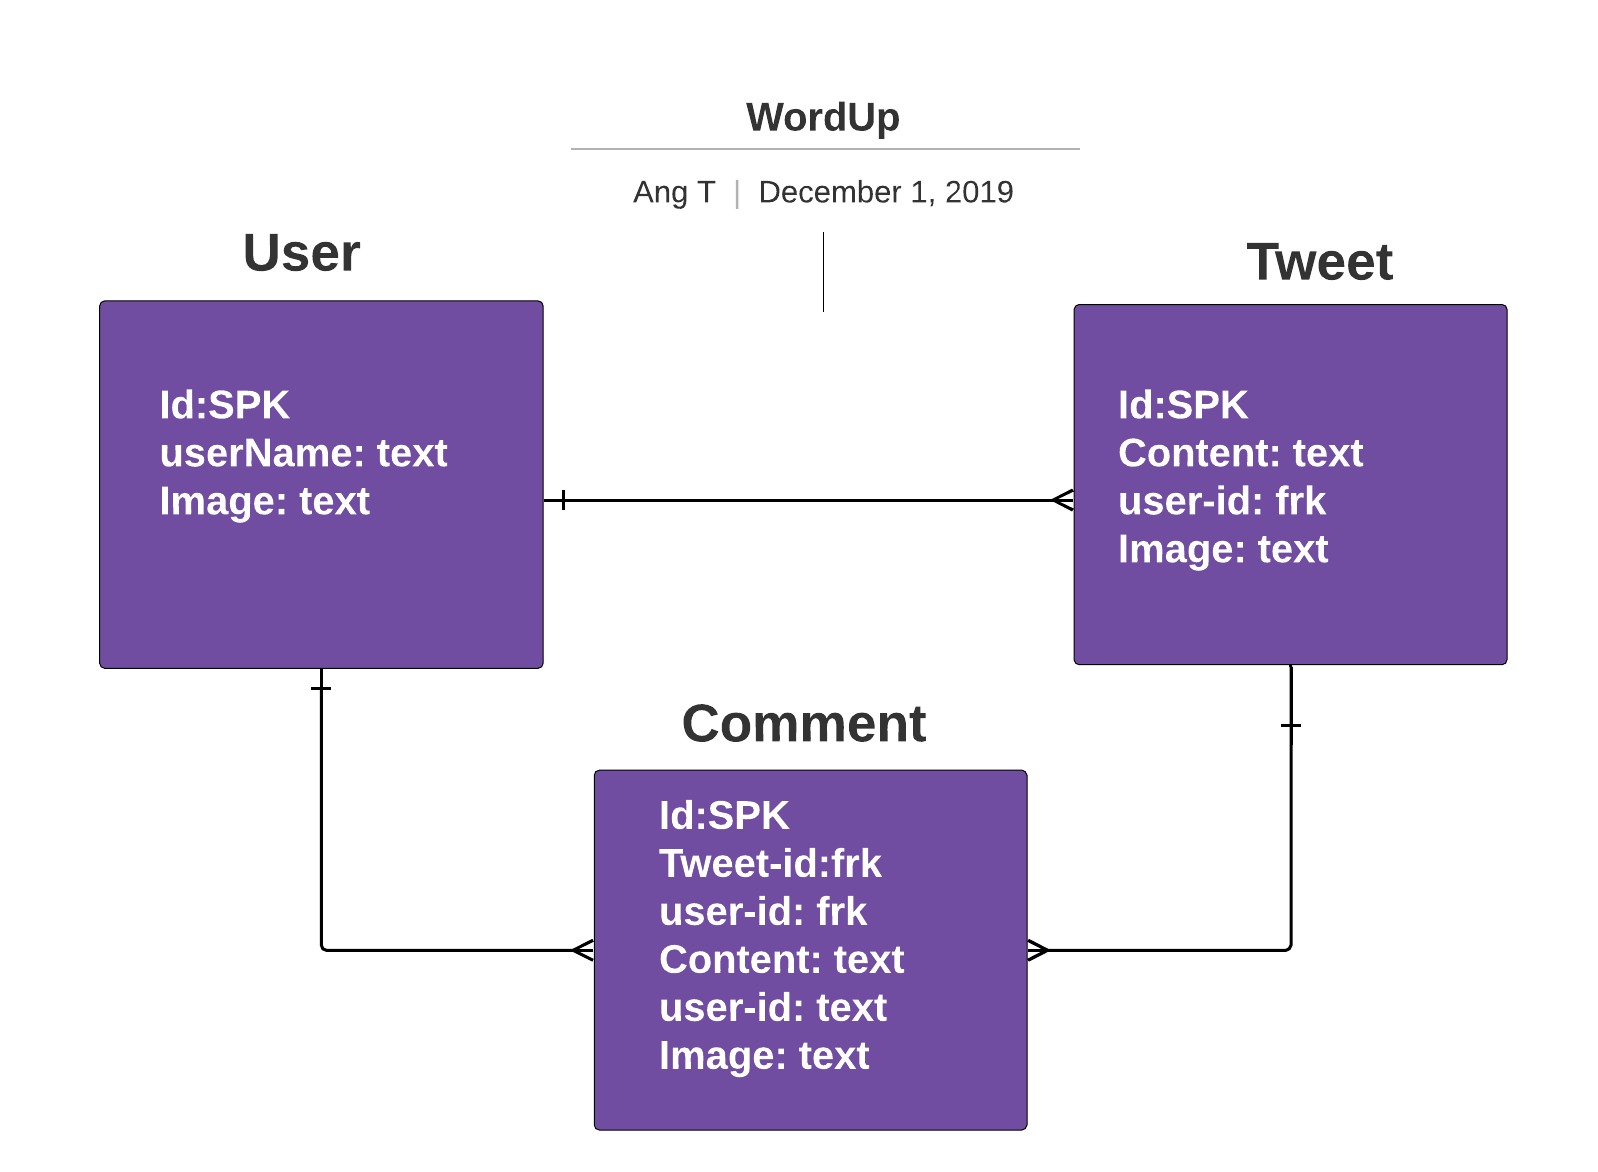 WordUp
Ang T | December 1, 2019
User
Id:SPK
userName: text
Image: text
Tweet
Id:SPK
Content: text
user-id: frk
Image: text
Comment
Id:SPK
Tweet-id:frk
user-id: frk
Content: text
user-id: text
Image: text